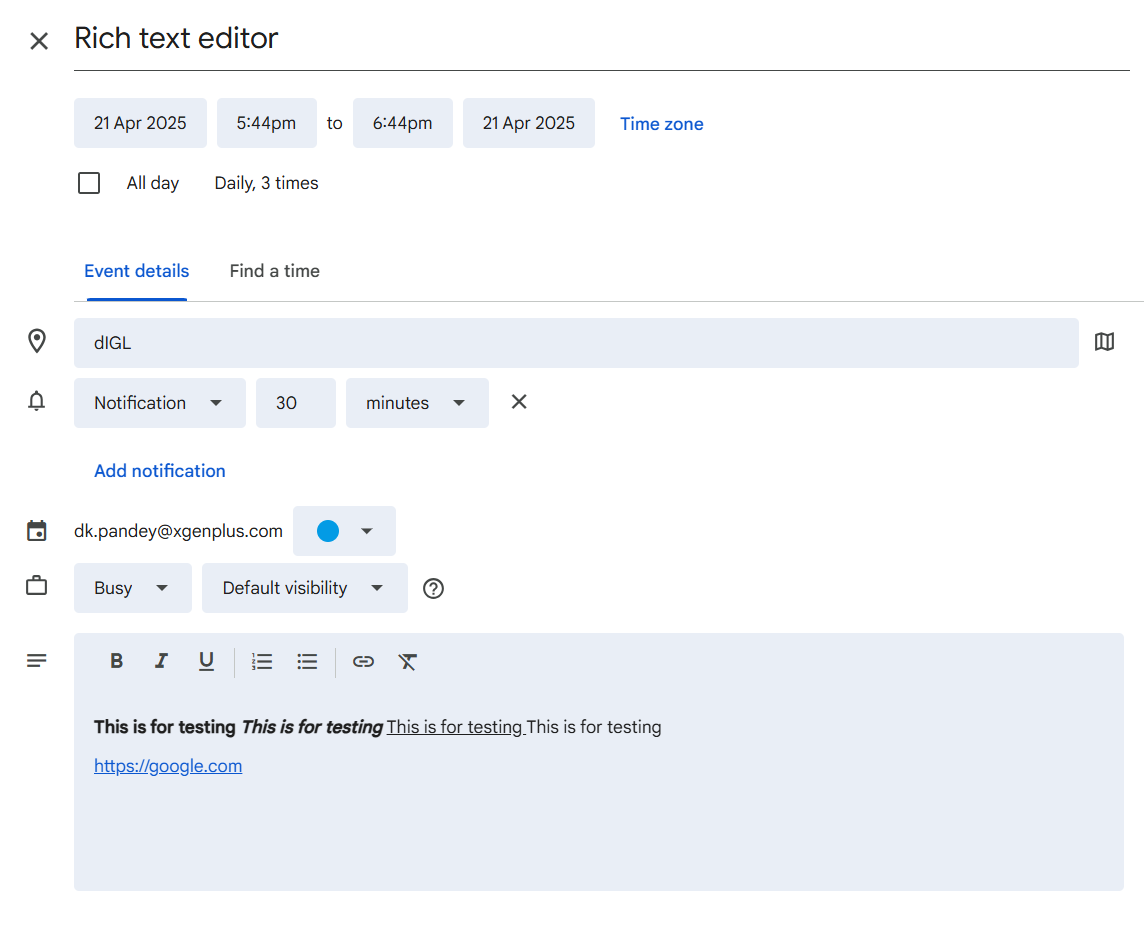 Rich text editor
21 Apr 2025 5:44pm to 6:44pm 21 Apr 2025 Time zone
All day Daily, 3 times
Event details Find a time
dIGL
Notification 30 minutes
Add notification
dk.pandey@xgenplus.com
Busy Default visibility
B I U
This is for testing This is for testing This is for testing This is for testing
https://google.com